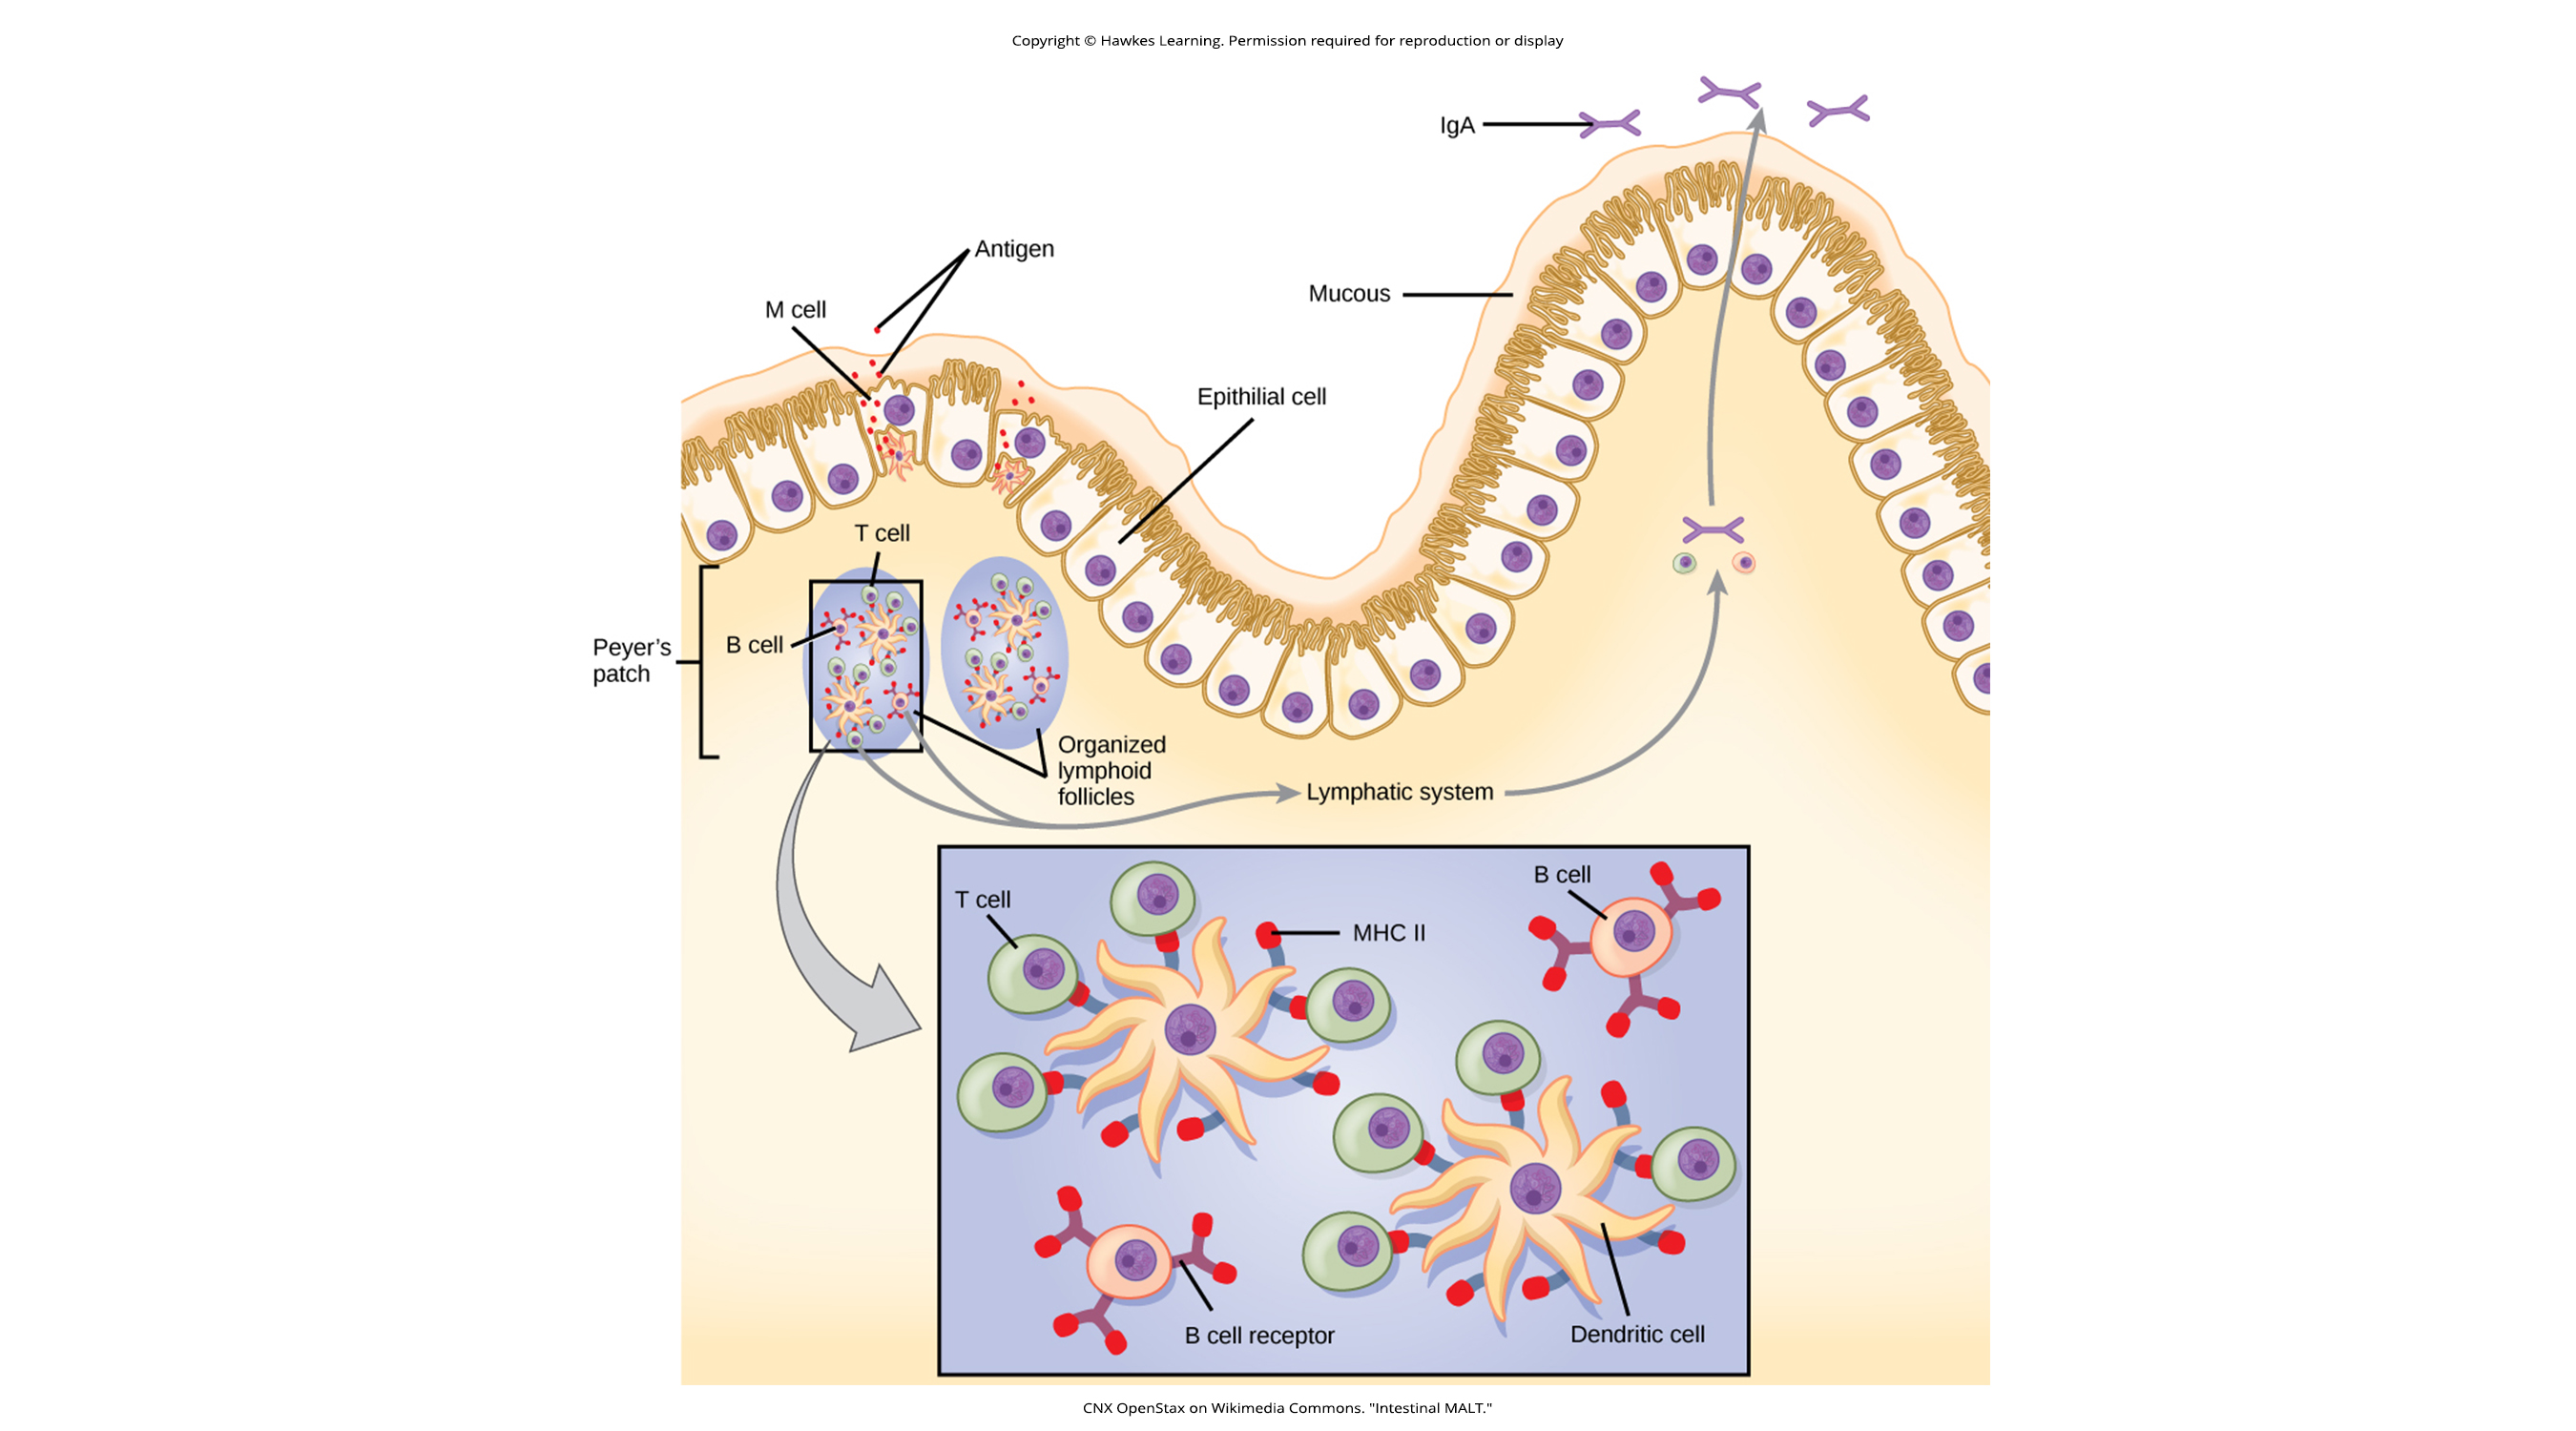 Copyright © Hawkes Learning. Permission required for reproduction or display
IgA
Antigen
M cell
Mucous
Epithilial cell
T cell
B cell
Peyer's
patch
Organized
lymphoid
follicles
Lymphatic system
T cell
B cell
MHC II
B cell receptor
Dendritic cell
CNX OpenStax on Wikimedia Commons. "Intestinal MALT."